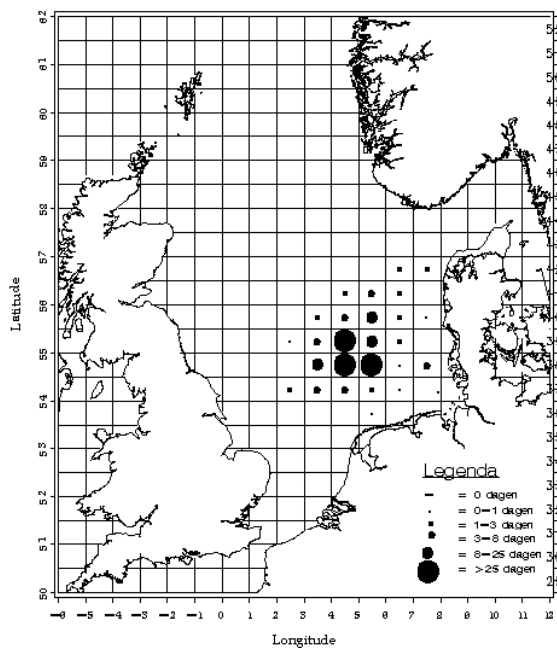 62
61
60
59
58
57
56
55
54
53
52
51
50
Latitude
Legenda
= 0 dagen
= 0-1 dagen
= 1-3 dagen
= 3-8 dagen
= 8-25 dagen
= >25 dagen
-6 -5 -4 -3 -2 -1 0 1 2 3 4 5 6 7 8 9 10 11 12
Longitude